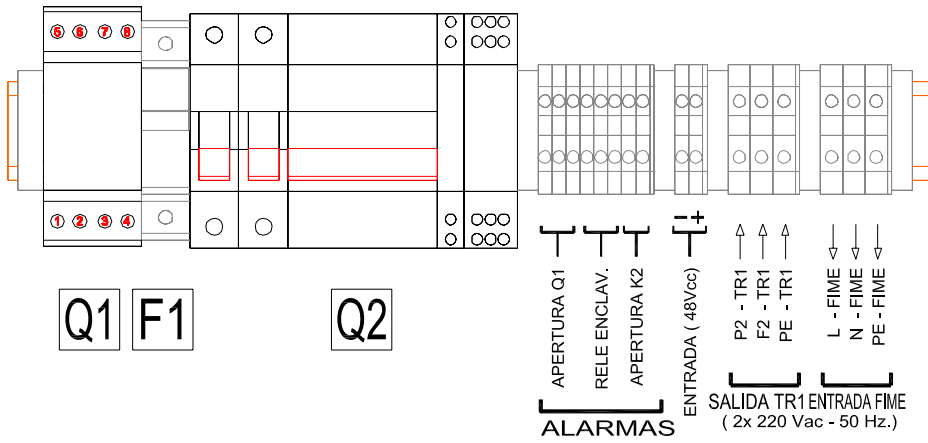 5 6 7 8
1 2 3 4
Q1 F1 Q2
- +
APERTURA Q1
RELE ENCLAV.
APERTURA K2
ENTRADA ( 48Vcc)
P2 - TR1
F2 - TR1
PE - TR1
L - FIME
N - FIME
PE - FIME
ALARMAS
SALIDA TR1 ENTRADA FIME
( 2x 220 Vac - 50 Hz.)